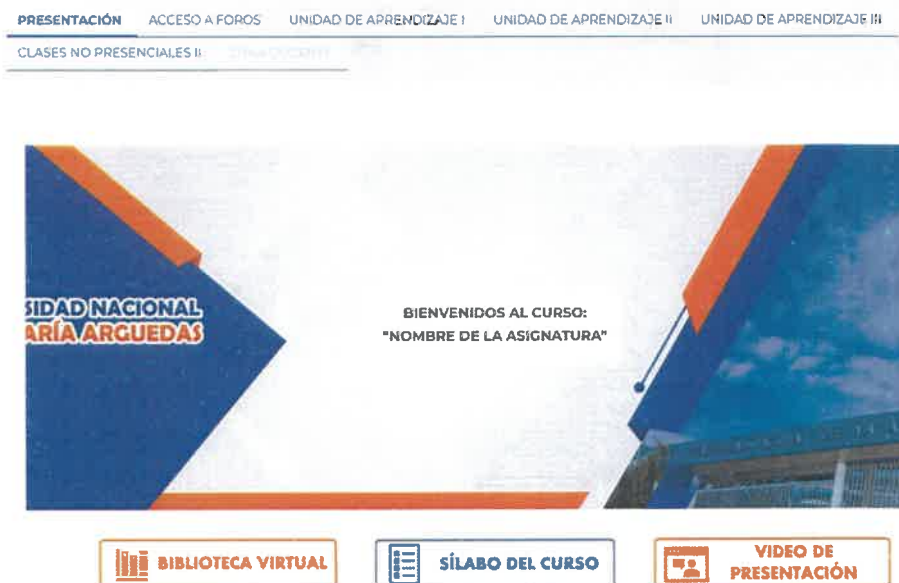 PRESENTACIÓN ACCESO A FOROS UNIDAD DE APRENDIZAJE I UNIDAD DE APRENDIZAJE II UNIDAD DE APRENDIZAJE III
CLASES NO PRESENCIALES II
SIDAD NACIONAL
ARÍA ARGUEDAS
BIENVENIDOS AL CURSO:
"NOMBRE DE LA ASIGNATURA"
BIBLIOTECA VIRTUAL
SÍLABO DEL CURSO
VIDEO DE
PRESENTACIÓN